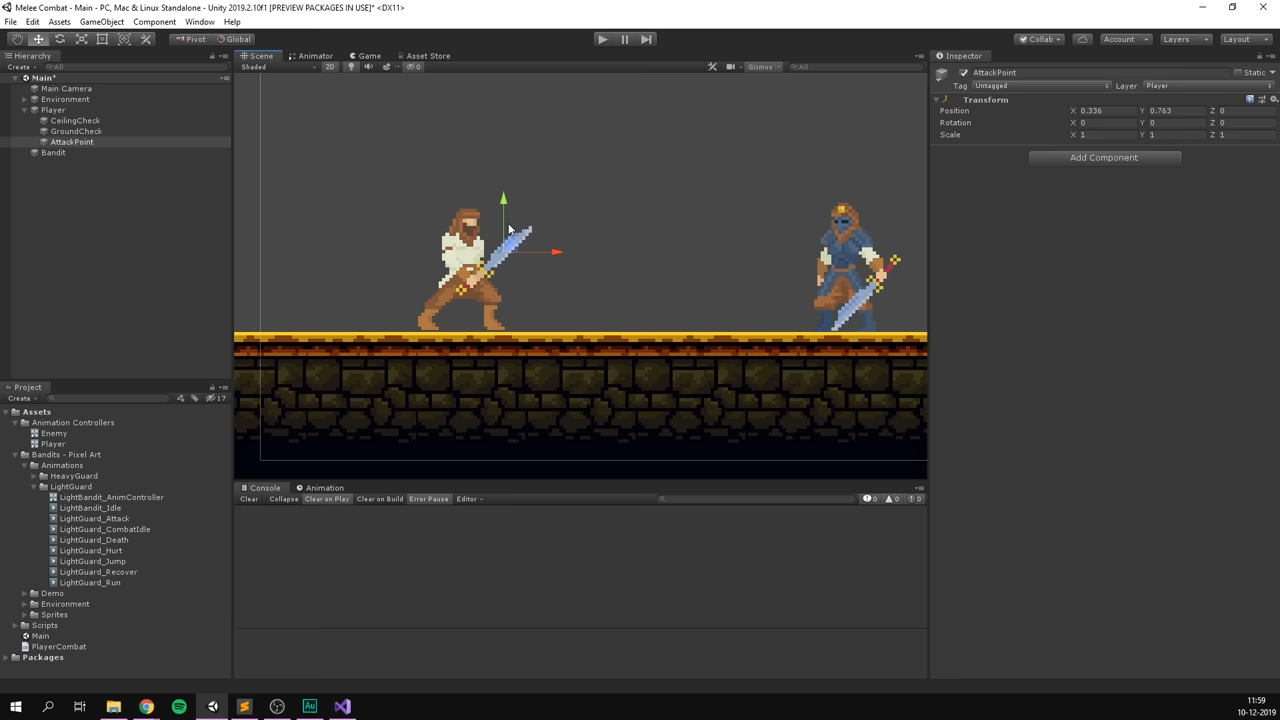 Melee Combat - Main - PC, Mac & Linux Standalone - Unity 2019.2.10f1 [PREVIEW PACKAGES IN USE]* <DX11>
File Edit Assets GameObject Component Window Help
Pivot Global Collab Account Layers Layout
Hierarchy Scene Animator Game Asset Store Inspector
Create All Shaded 2D 0 Gizmos All
AttackPoint Static
Tag Untagged Layer Player
Transform
Position X 0.336 Y 0.763 Z 0
Rotation X 0 Y 0 Z 0
Scale X 1 Y 1 Z 1
Add Component
Main*
Main Camera
Environment
Player
CeilingCheck
GroundCheck
AttackPoint
Bandit
Project
Create 17
Assets
Animation Controllers
Enemy
Player
Bandits - Pixel Art
Animations
HeavyGuard
LightGuard
LightBandit_AnimController
LightBandit_Idle
LightGuard_Attack
LightGuard_CombatIdle
LightGuard_Death
LightGuard_Hurt
LightGuard_Jump
LightGuard_Recover
LightGuard_Run
Demo
Environment
Sprites
Scripts
Main
PlayerCombat
Packages
Console Animation
Clear Collapse Clear on Play Clear on Build Error Pause Editor 0 0 0
Au
11:59
10-12-2019